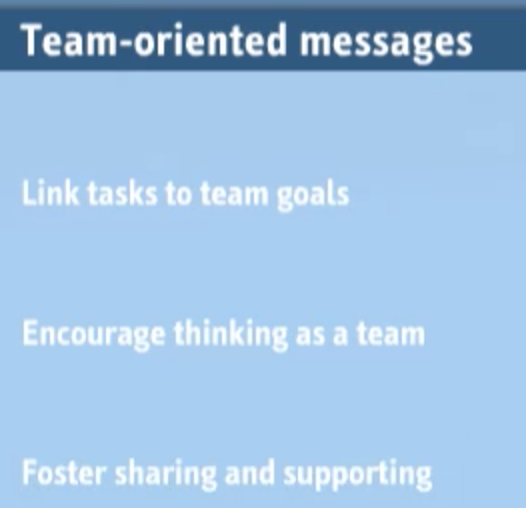 Team-oriented messages
Link tasks to team goals
Encourage thinking as a team
Foster sharing and supporting